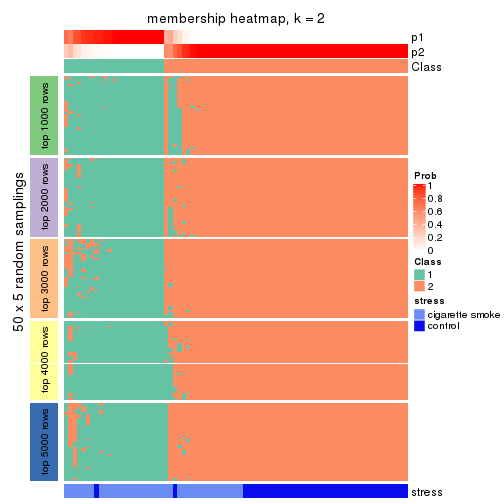 membership heatmap, k = 2
p1
p2
Class
50 x 5 random samplings
top 1000 rows
top 2000 rows
top 3000 rows
top 4000 rows
top 5000 rows
Prob
1
0.8
0.6
0.4
0.2
0
Class
1
2
stress
cigarette smoke
control
stress